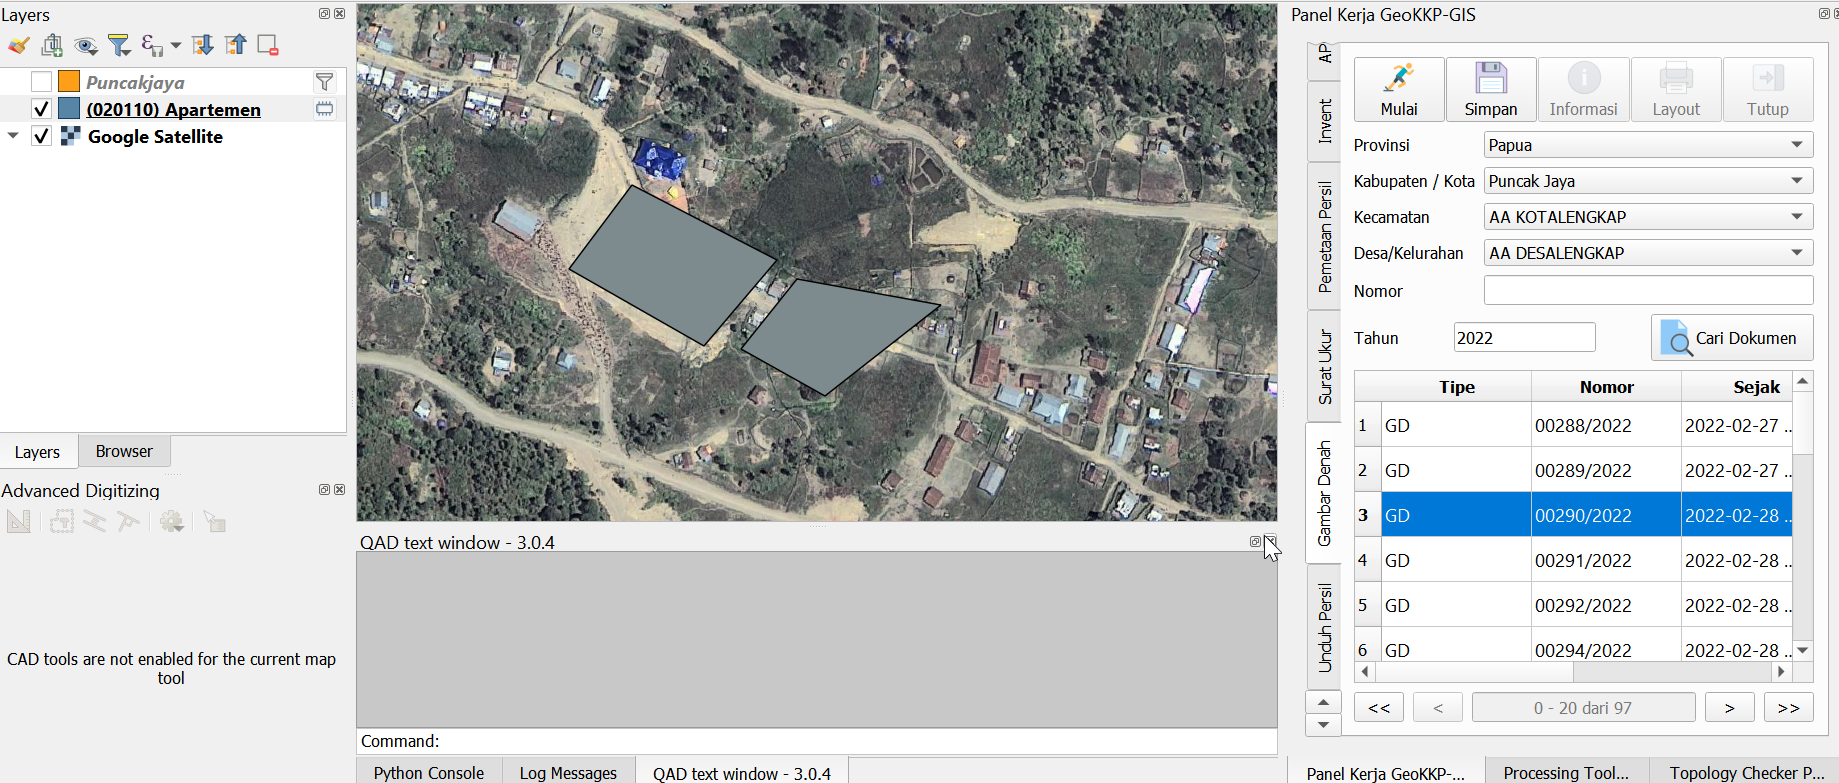 Layers
Puncakjaya
(020110) Apartemen
Google Satellite
Layers
Browser
Advanced Digitizing
CAD tools are not enabled for the current map
tool
QAD text window - 3.0.4
Command:
Python Console
Log Messages
QAD text window - 3.0.4
Panel Kerja GeoKKP-GIS
AP
Invent
Pemetaan Persil
Surat Ukur
Gambar Denah
Unduh Persil
Mulai
Simpan
Informasi
Layout
Tutup
Provinsi
Papua
Kabupaten / Kota
Puncak Jaya
Kecamatan
AA KOTALENGKAP
Desa/Kelurahan
AA DESALENGKAP
Nomor
Tahun
2022
Cari Dokumen
Tipe Nomor Sejak
1 GD 00288/2022 2022-02-27 ..
2 GD 00289/2022 2022-02-27 ..
3 GD 00290/2022 2022-02-28 ..
4 GD 00291/2022 2022-02-28 ..
5 GD 00292/2022 2022-02-28 ..
6 GD 00294/2022 2022-02-28 ..
<< < 0 - 20 dari 97 > >>
Panel Kerja GeoKKP-...
Processing Tool...
Topology Checker P...